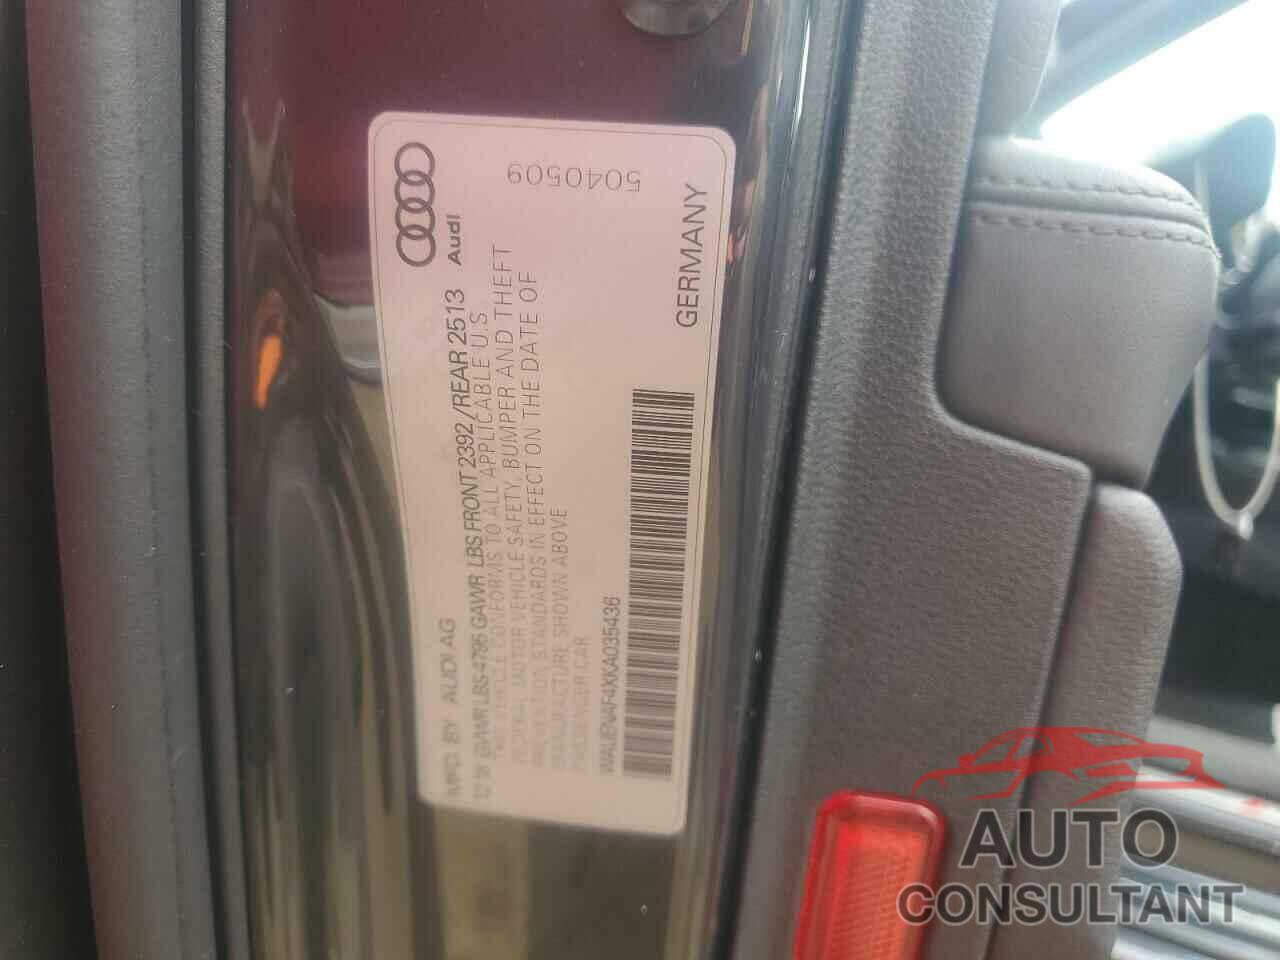 MFD. BY AUDI AG
GVWR LBS 4795 GAWR LBS FRONT 2392/REAR 2513
THIS VEHICLE CONFORMS TO ALL APPLICABLE U.S.
FEDERAL MOTOR VEHICLE SAFETY, BUMPER AND THEFT
PREVENTION STANDARDS IN EFFECT ON THE DATE OF
MANUFACTURE SHOWN ABOVE
PASSENGER CAR
WAUENAF4XKA035436
Audi
5040509
GERMANY
AUTO
CONSULTANT